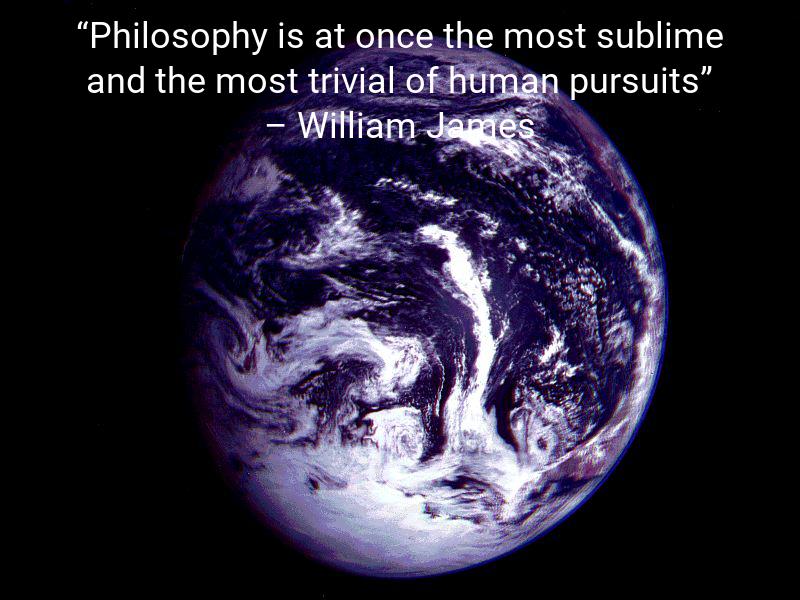 “Philosophy is at once the most sublime
and the most trivial of human pursuits”
– William James